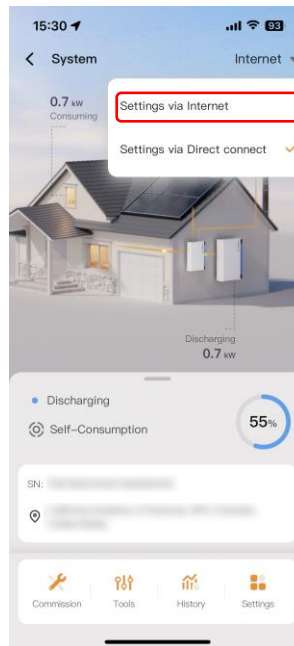 15:30
93
System
Internet
0.7 kW
Consuming
Settings via Internet
Settings via Direct connect
Discharging
0.7 kW
Discharging
Self-Consumption
55%
SN:
Commission
Tools
History
Settings